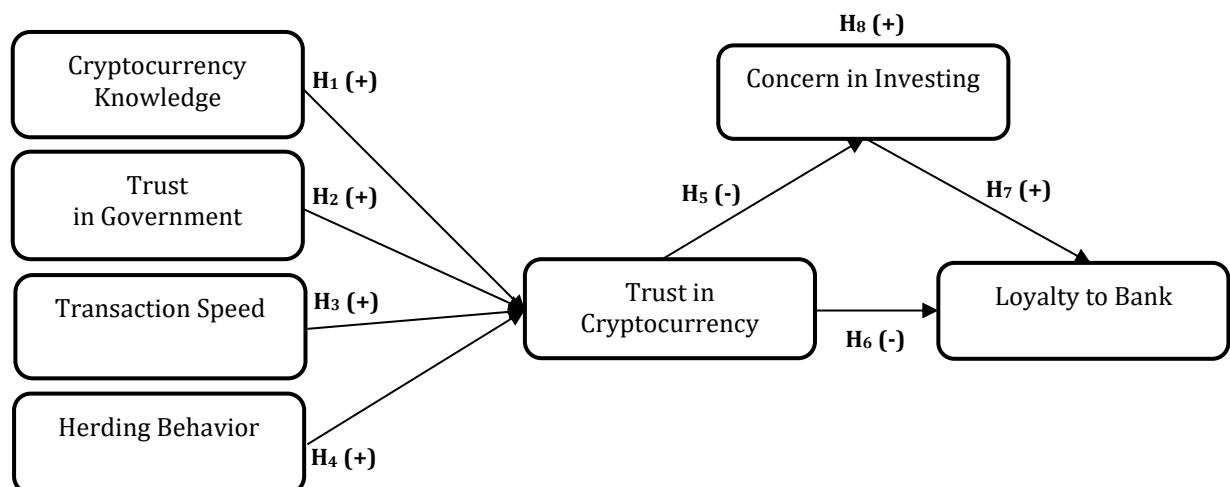 Cryptocurrency
Knowledge
H₁ (+)
Trust
in Government
H₂ (+)
Transaction Speed
H₃ (+)
Herding Behavior
H₄ (+)
Trust in
Cryptocurrency
H₅ (-)
H₆ (-)
H₈ (+)
Concern in Investing
H₇ (+)
Loyalty to Bank